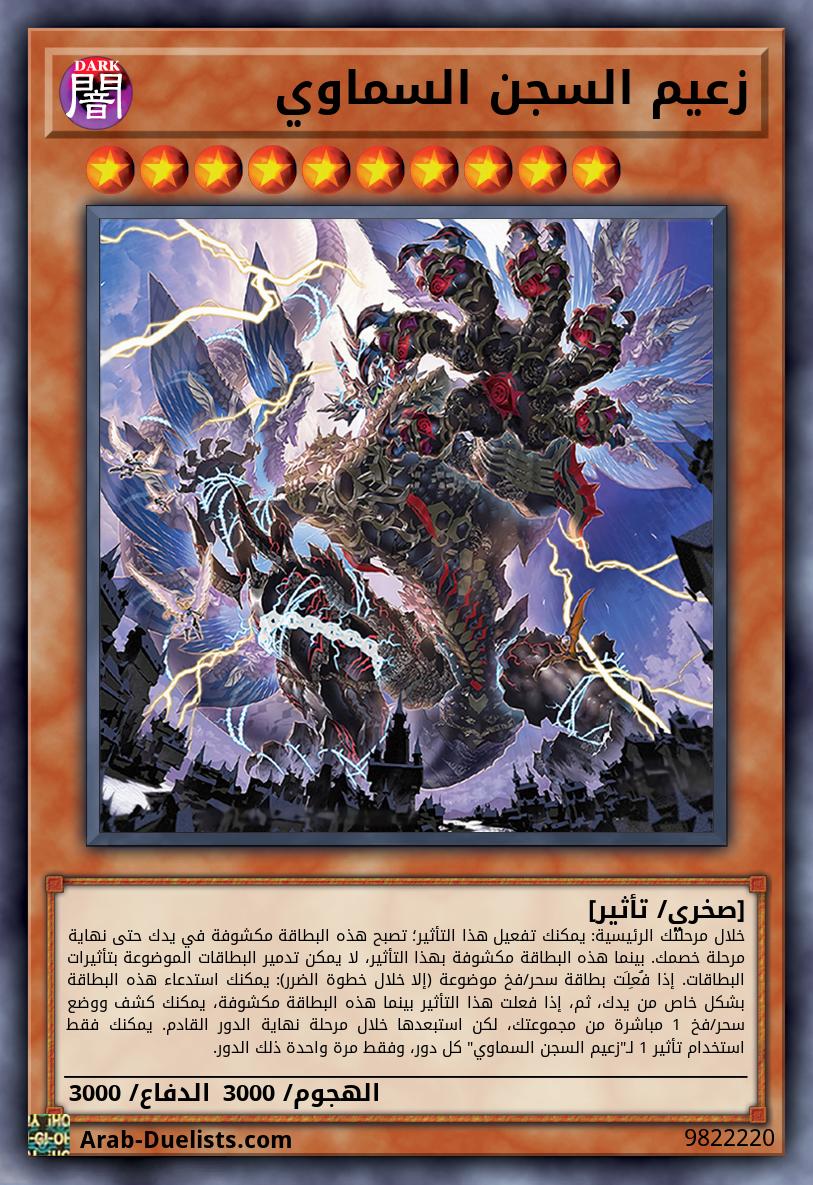 زعيم السجن السماوي
DARK
闇
[صخري/ تأثير]
خلال مرحلتك الرئيسية: يمكنك تفعيل هذا التأثير؛ تصبح هذه البطاقة مكشوفة في يدك حتى نهاية
مرحلة خصمك. بينما هذه البطاقة مكشوفة بهذا التأثير، لا يمكن تدمير البطاقات الموضوعة بتأثيرات
البطاقات. إذا فُعِلَت بطاقة سحر/فخ موضوعة (إلا خلال خطوة الضرر): يمكنك استدعاء هذه البطاقة
بشكل خاص من يدك، ثم، إذا فعلت هذا التأثير بينما هذه البطاقة مكشوفة، يمكنك كشف ووضع
سحر/فخ 1 مباشرة من مجموعتك، لكن استبعدها خلال مرحلة نهاية الدور القادم. يمكنك فقط
استخدام تأثير 1 لـ"زعيم السجن السماوي" كل دور، وفقط مرة واحدة ذلك الدور.
الهجوم/ 3000 الدفاع/ 3000
Arab-Duelists.com
9822220